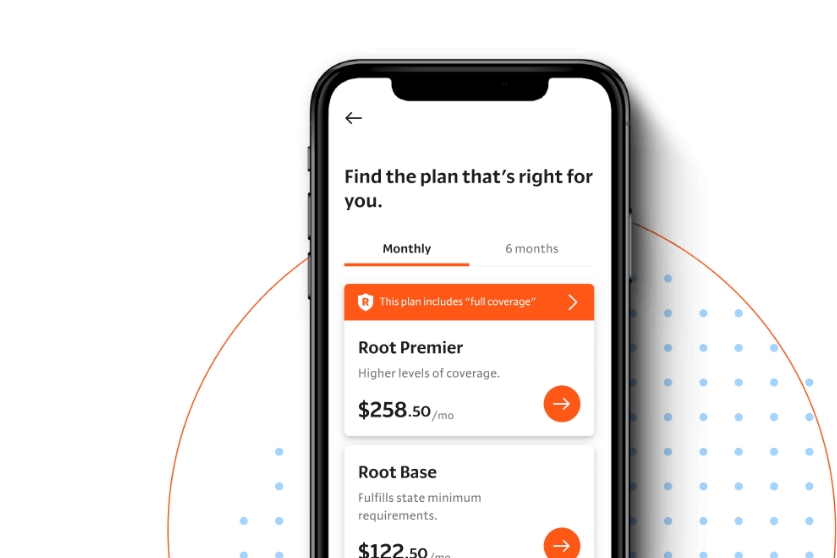 Find the plan that's right for
you.
Monthly
6 months
R
This plan includes “full coverage”
Root Premier
Higher levels of coverage.
$258.50/mo
Root Base
Fulfills state minimum
requirements.
$122.50/mo